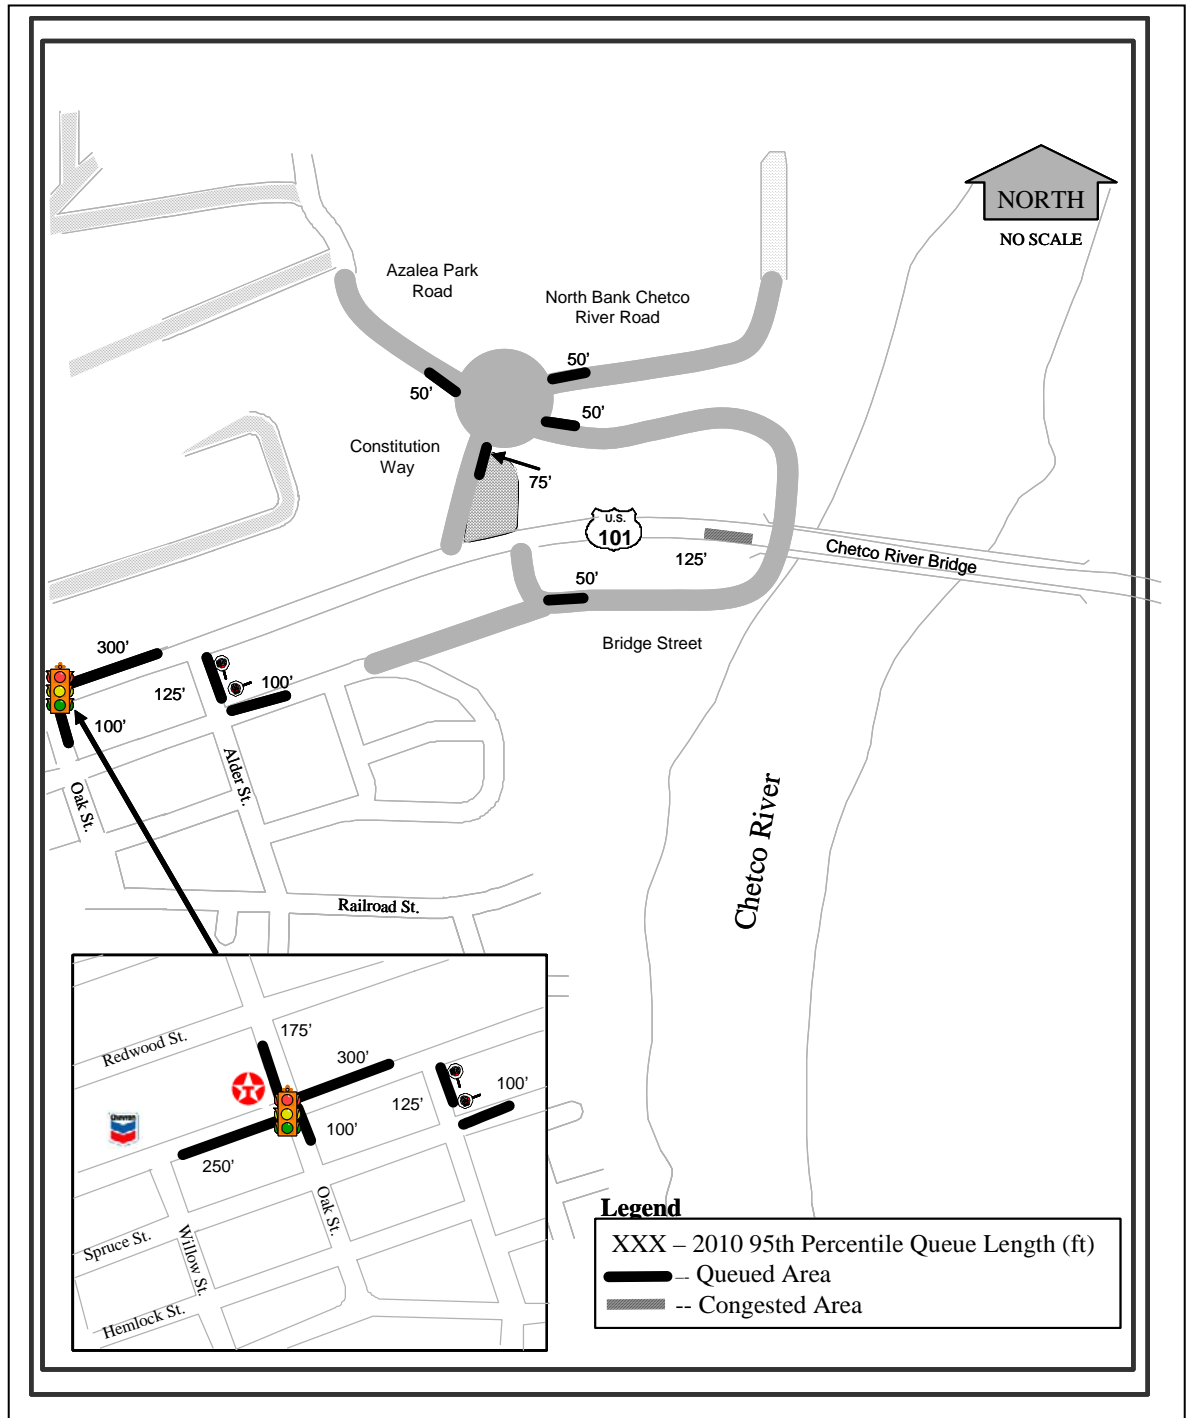 NORTH
NO SCALE
Azalea Park
Road
North Bank Chetco
River Road
50'
50'
50'
Constitution
Way
75'
U.S.
101
125'
Chetco River Bridge
50'
Bridge Street
300'
125'
100'
100'
Alder St.
Oak St.
Chetco River
Railroad St.
175'
Redwood St.
300'
100'
125'
Chevron
T
100'
250'
Oak St.
Willow St.
Spruce St.
Hemlock St.
Legend
XXX – 2010 95th Percentile Queue Length (ft)
-- Queued Area
-- Congested Area